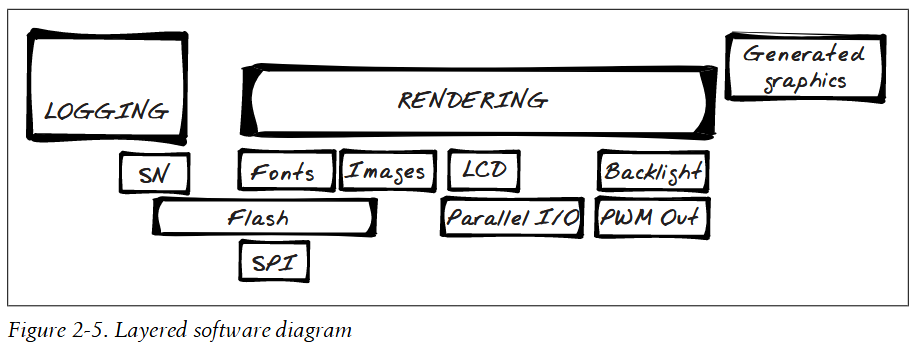 Generated
graphics
LOGGING
RENDERING
SN
Fonts
Images
LCD
Backlight
Flash
Parallel I/O
PWM Out
SPI
Figure 2-5. Layered software diagram